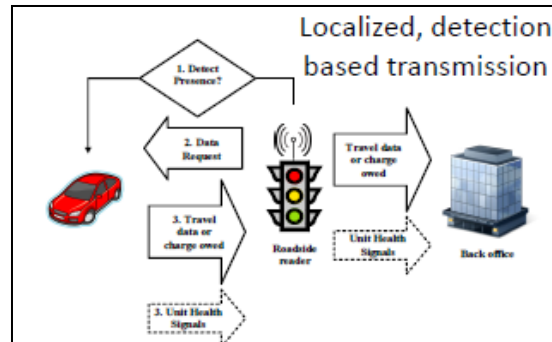 Localized, detection
based transmission
1. Detect
Presence?
2. Data
Request
Travel data
or charge
owed
3. Travel
data or
charge owed
Roadside
reader
Unit Health
Signals
Back office
3. Unit Health
Signals